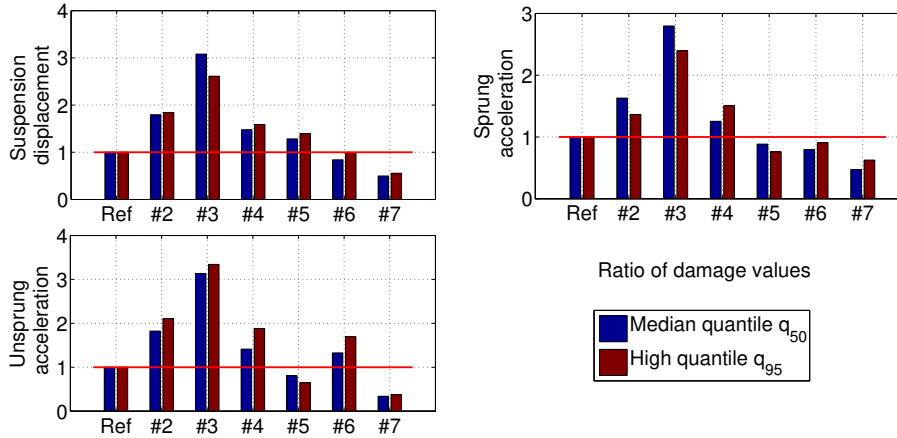 Suspension
displacement
4
3
2
1
0
Ref #2 #3 #4 #5 #6 #7
Sprung
acceleration
3
2
1
0
Ref #2 #3 #4 #5 #6 #7
Unsprung
acceleration
4
3
2
1
0
Ref #2 #3 #4 #5 #6 #7
Ratio of damage values
Median quantile q50
High quantile q95